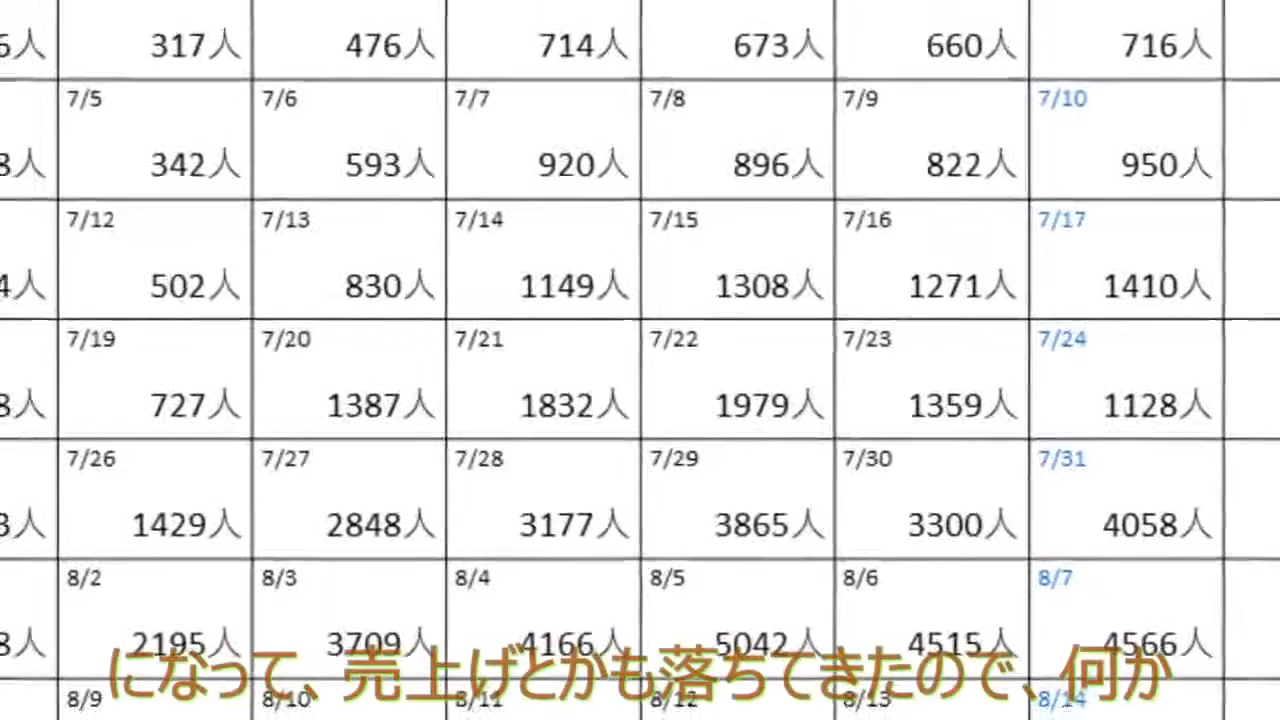 6人 317人 476人 714人 673人 660人 716人
7/5 7/6 7/7 7/8 7/9 7/10
8人 342人 593人 920人 896人 822人 950人
7/12 7/13 7/14 7/15 7/16 7/17
4人 502人 830人 1149人 1308人 1271人 1410人
7/19 7/20 7/21 7/22 7/23 7/24
8人 727人 1387人 1832人 1979人 1359人 1128人
7/26 7/27 7/28 7/29 7/30 7/31
3人 1429人 2848人 3177人 3865人 3300人 4058人
8/2 8/3 8/4 8/5 8/6 8/7
8人 2195人 3709人 4166人 5042人 4515人 4566人
になって、売上げとかも落ちてきたので、何か
8/9 8/10 8/11 8/12 8/13 8/14